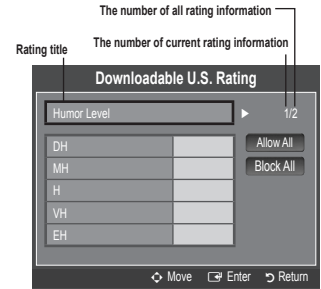 The number of all rating information
The number of current rating information
Rating title
Downloadable U.S. Rating
Humor Level ► 1/2
DH
Allow All
MH
Block All
H
VH
EH
Move Enter Return